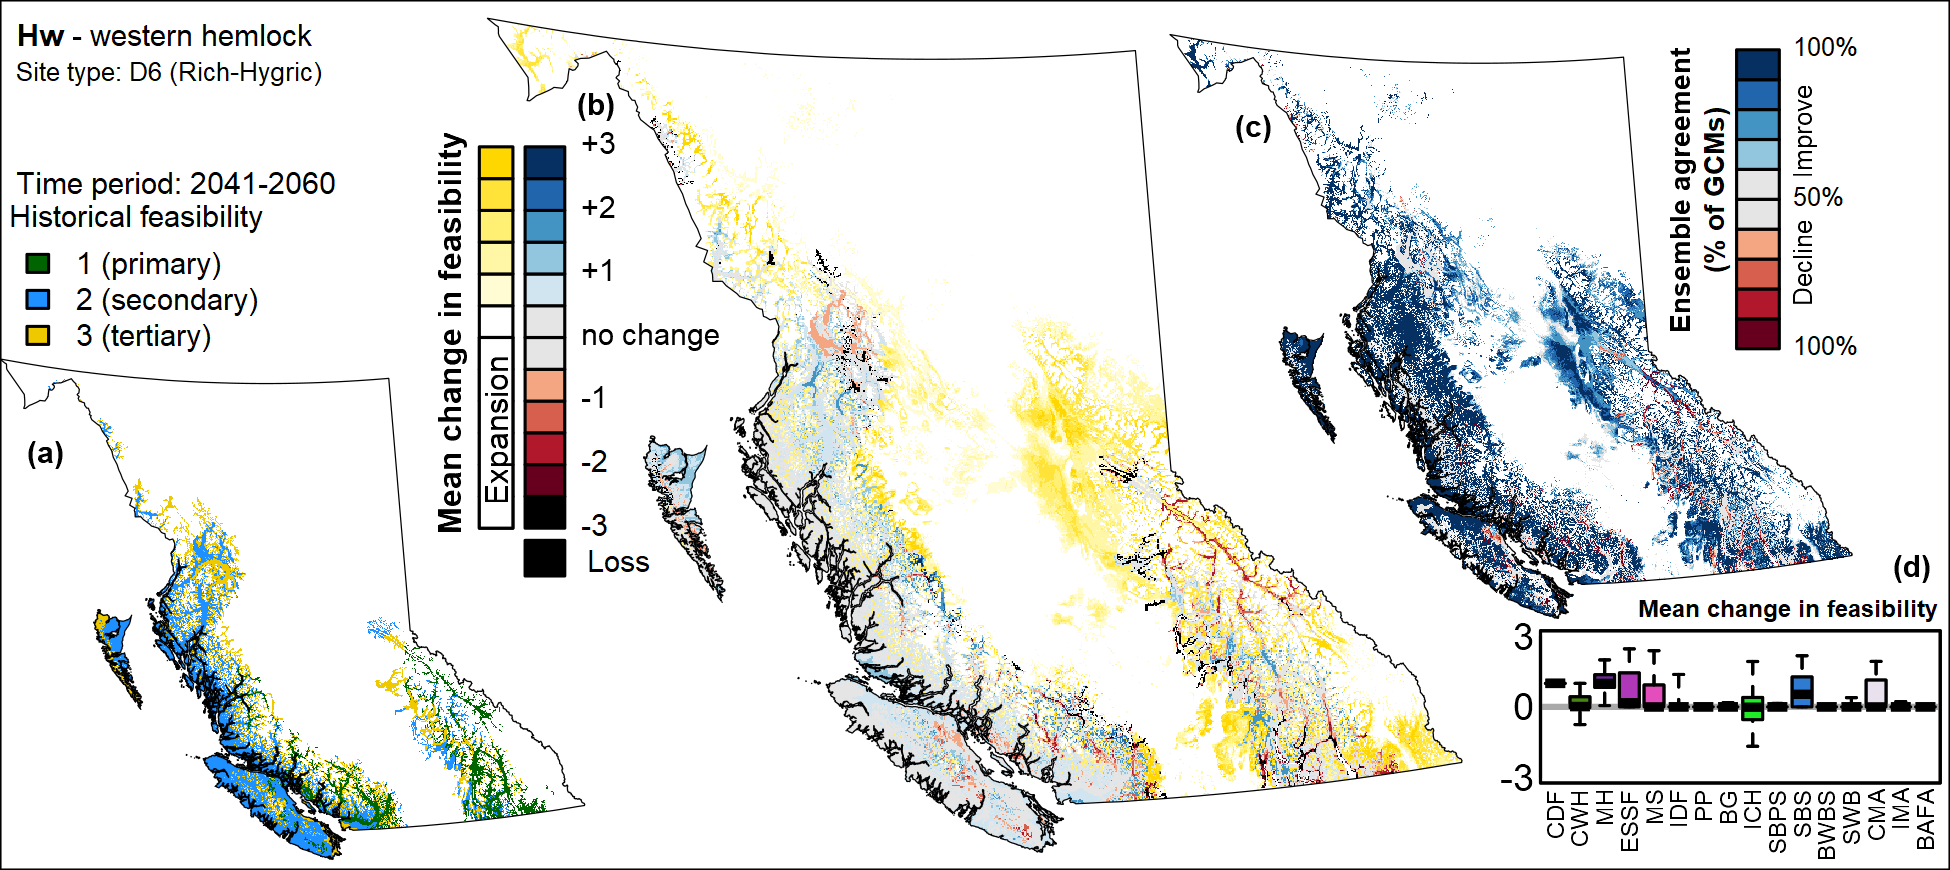 Hw - western hemlock
Site type: D6 (Rich-Hygric)
Time period: 2041-2060
Historical feasibility
1 (primary)
2 (secondary)
3 (tertiary)
(a)
(b)
Mean change in feasibility
Expansion
+3
+2
+1
no change
-1
-2
-3
Loss
(c)
Ensemble agreement
(% of GCMs)
100%
Improve
50%
Decline
100%
(d)
Mean change in feasibility
3
0
-3
CDF
CWH
MH
ESSF
MS
IDF
PP
BG
ICH
SBPS
SBS
BWBS
SWB
CMA
IMA
BAFA